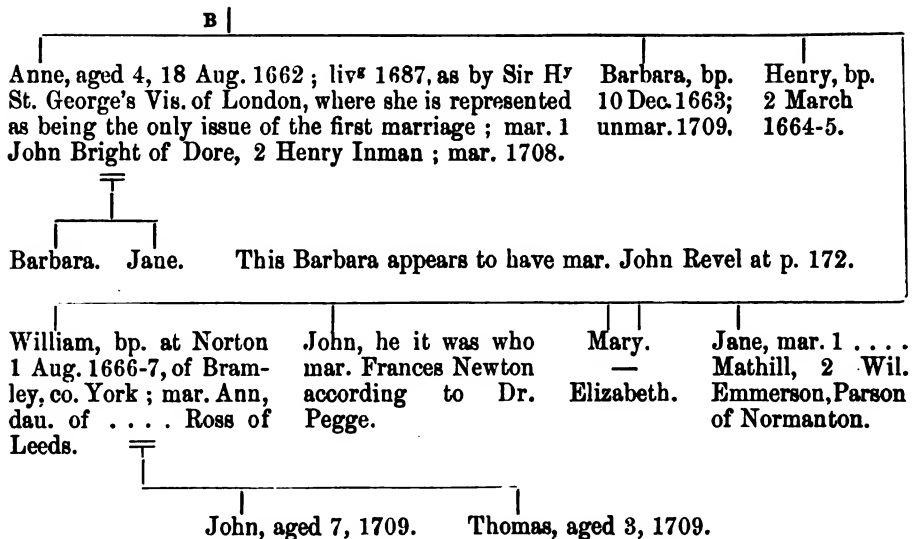 B
Anne, aged 4, 18 Aug. 1662 ; livᵍ 1687, as by Sir Hʸ
St. George's Vis. of London, where she is represented
as being the only issue of the first marriage ; mar. 1
John Bright of Dore, 2 Henry Inman ; mar. 1708.
Barbara, bp.
10 Dec. 1663;
unmar. 1709.
Henry, bp.
2 March
1664-5.
Barbara. Jane. This Barbara appears to have mar. John Revel at p. 172.
William, bp. at Norton
1 Aug. 1666-7, of Bram-
ley, co. York ; mar. Ann,
dau. of . . . . Ross of
Leeds.
John, he it was who
mar. Frances Newton
according to Dr.
Pegge.
Mary.
—
Elizabeth.
Jane, mar. 1 . . . .
Mathill, 2 Wil.
Emmerson, Parson
of Normanton.
John, aged 7, 1709. Thomas, aged 3, 1709.